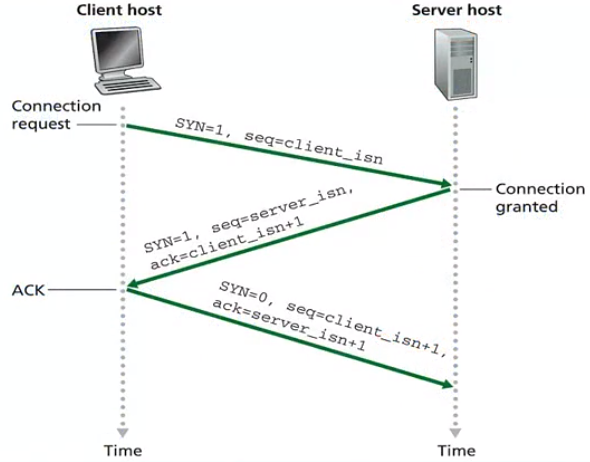 Client host
Server host
Connection
request
SYN=1, seq=client_isn
Connection
granted
SYN=1, seq=server_isn,
ack=client_isn+1
ACK
SYN=0, seq=client_isn+1,
ack=server_isn+1
Time
Time